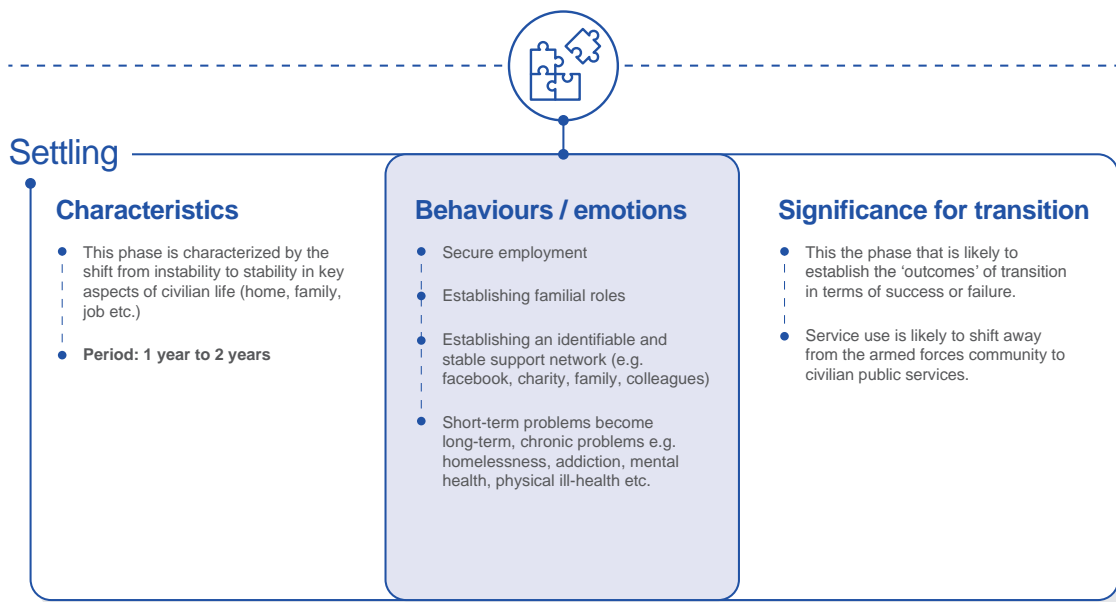 Settling
Characteristics
This phase is characterized by the
shift from instability to stability in key
aspects of civilian life (home, family,
job etc.)
Period: 1 year to 2 years
Behaviours / emotions
Secure employment
Establishing familial roles
Establishing an identifiable and
stable support network (e.g.
facebook, charity, family, colleagues)
Short-term problems become
long-term, chronic problems e.g.
homelessness, addiction, mental
health, physical ill-health etc.
Significance for transition
This the phase that is likely to
establish the ‘outcomes’ of transition
in terms of success or failure.
Service use is likely to shift away
from the armed forces community to
civilian public services.